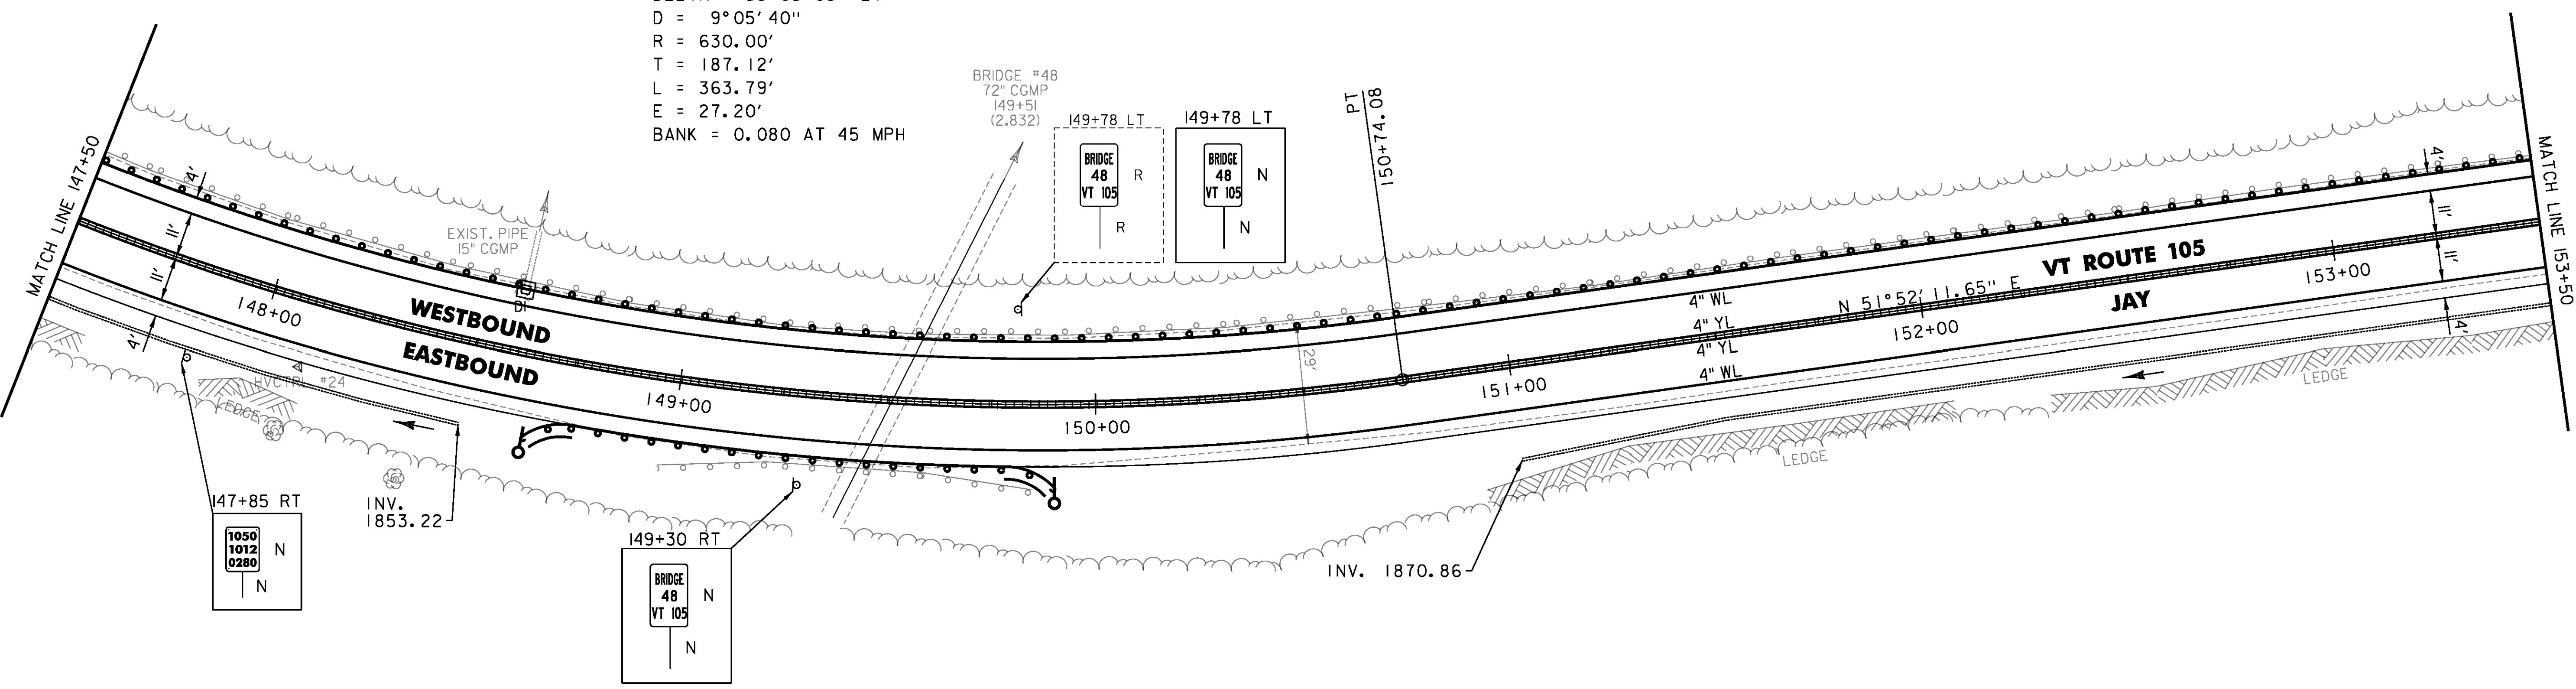 D = 9°05'40"
R = 630.00'
T = 187.12'
L = 363.79'
E = 27.20'
BANK = 0.080 AT 45 MPH
BRIDGE #48
72" CGMP
149+51
(2.832)
149+78 LT
BRIDGE
48
VT 105
R
R
149+78 LT
BRIDGE
48
VT 105
N
N
PT
150+74.08
MATCH LINE 147+50
MATCH LINE 153+50
4'
11'
11'
4'
EXIST. PIPE
15" CGMP
DI
148+00
WESTBOUND
EASTBOUND
149+00
150+00
29'
151+00
4" WL
4" YL
4" YL
4" WL
N 51°52'11.65" E
152+00
VT ROUTE 105
JAY
153+00
4'
11'
11'
4'
HVCTRL #24
LEDGE
LEDGE
LEDGE
147+85 RT
1050
1012
0280
N
N
INV.
1853.22
149+30 RT
BRIDGE
48
VT 105
N
N
INV. 1870.86